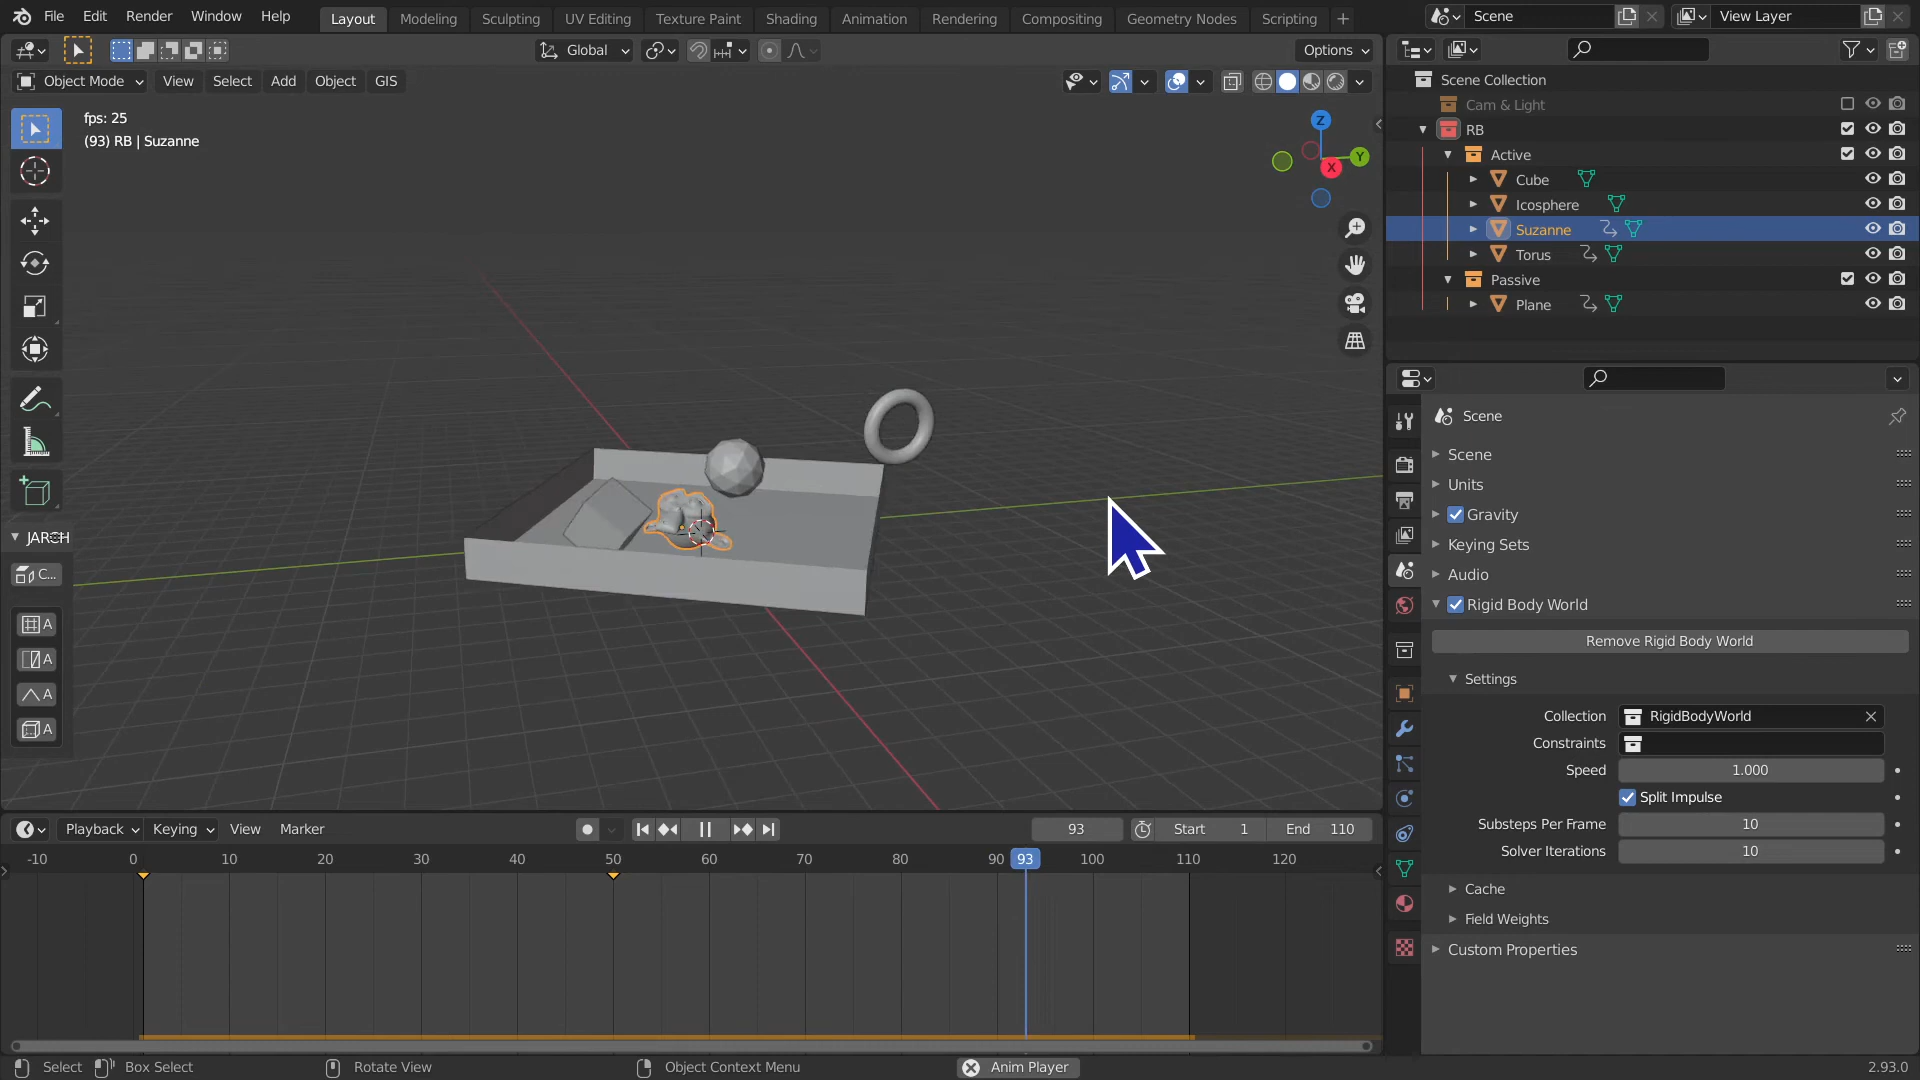 File Edit Render Window Help Layout Modeling Sculpting UV Editing Texture Paint Shading Animation Rendering Compositing Geometry Nodes Scripting + Scene View Layer
Global Options
Object Mode View Select Add Object GIS
fps: 25
(93) RB | Suzanne
Z
Y
X
Scene Collection
Cam & Light
RB
Active
Cube
Icosphere
Suzanne
Torus
Passive
Plane
C...
A
A
A
A
Scene
Scene
Units
Gravity
Keying Sets
Audio
Rigid Body World
Remove Rigid Body World
Settings
Collection RigidBodyWorld
Constraints
Speed 1.000
Split Impulse
Substeps Per Frame 10
Solver Iterations 10
Cache
Field Weights
Custom Properties
Playback Keying View Marker 93 Start 1 End 110
-10 0 10 20 30 40 50 60 70 80 90 93 100 110 120
Select Box Select Rotate View Object Context Menu Anim Player 2.93.0